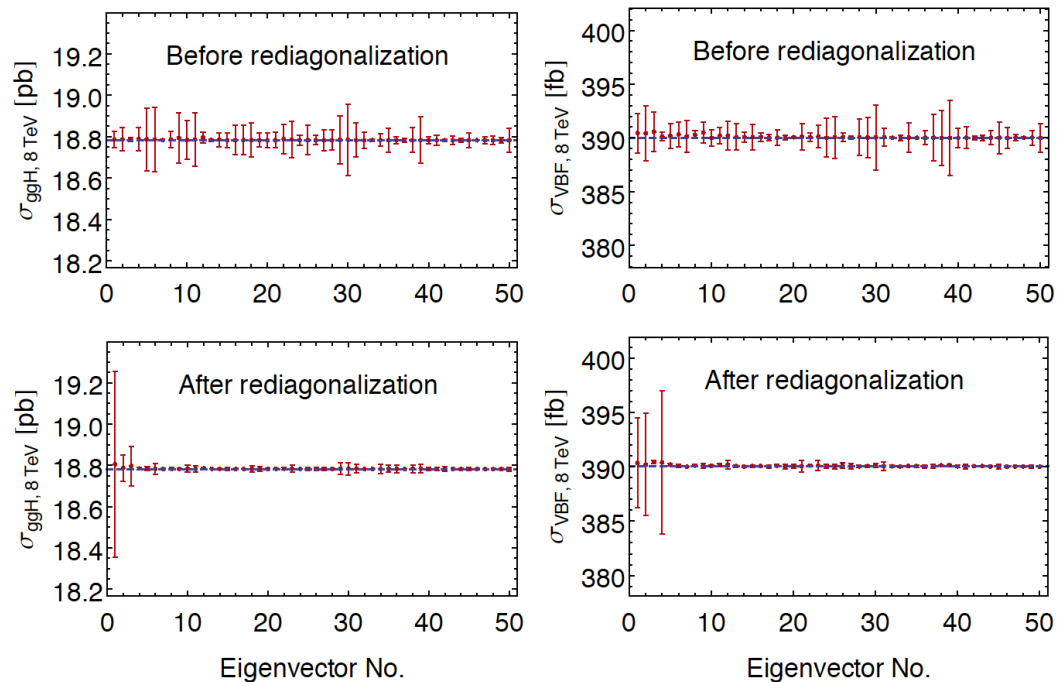 σggH, 8 TeV [pb]
19.2
19.0
18.8
18.6
18.4
18.2
Before rediagonalization
0 10 20 30 40 50
σVBF, 8 TeV [fb]
400
395
390
385
380
Before rediagonalization
0 10 20 30 40 50
σggH, 8 TeV [pb]
19.2
19.0
18.8
18.6
18.4
18.2
After rediagonalization
0 10 20 30 40 50
Eigenvector No.
σVBF, 8 TeV [fb]
400
395
390
385
380
After rediagonalization
0 10 20 30 40 50
Eigenvector No.